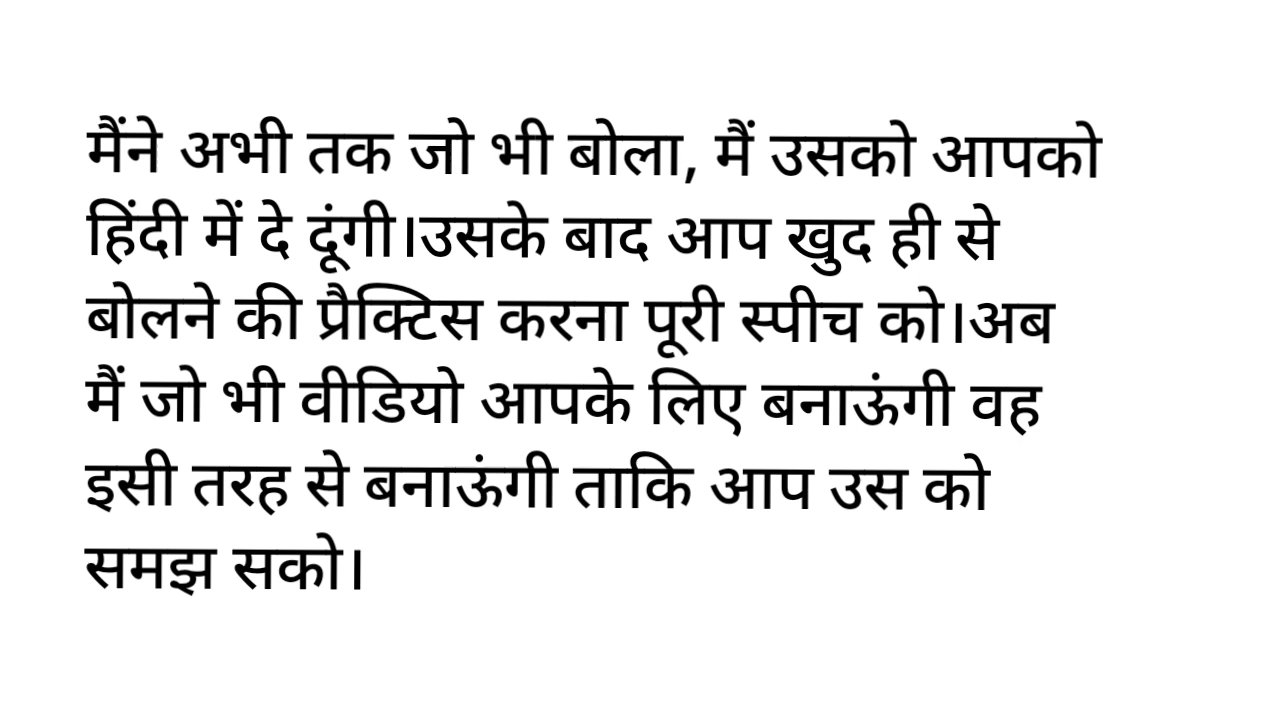 मैंने अभी तक जो भी बोला, मैं उसको आपको
हिंदी में दे दूंगी।उसके बाद आप खुद ही से
बोलने की प्रैक्टिस करना पूरी स्पीच को।अब
मैं जो भी वीडियो आपके लिए बनाऊंगी वह
इसी तरह से बनाऊंगी ताकि आप उस को
समझ सको।